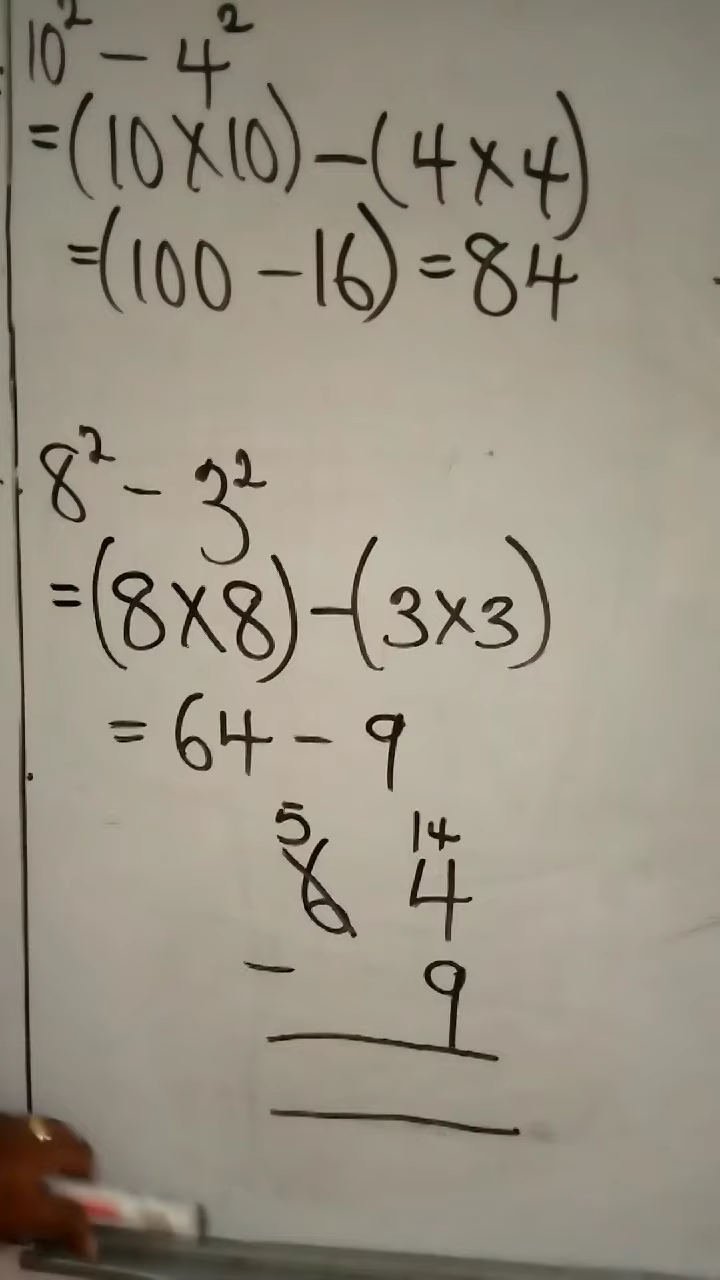 10² - 4²
=(10×10)-(4×4)
=(100-16)=84
8² - 3²
=(8×8)-(3×3)
= 64 - 9
5 14
6 4
- 9